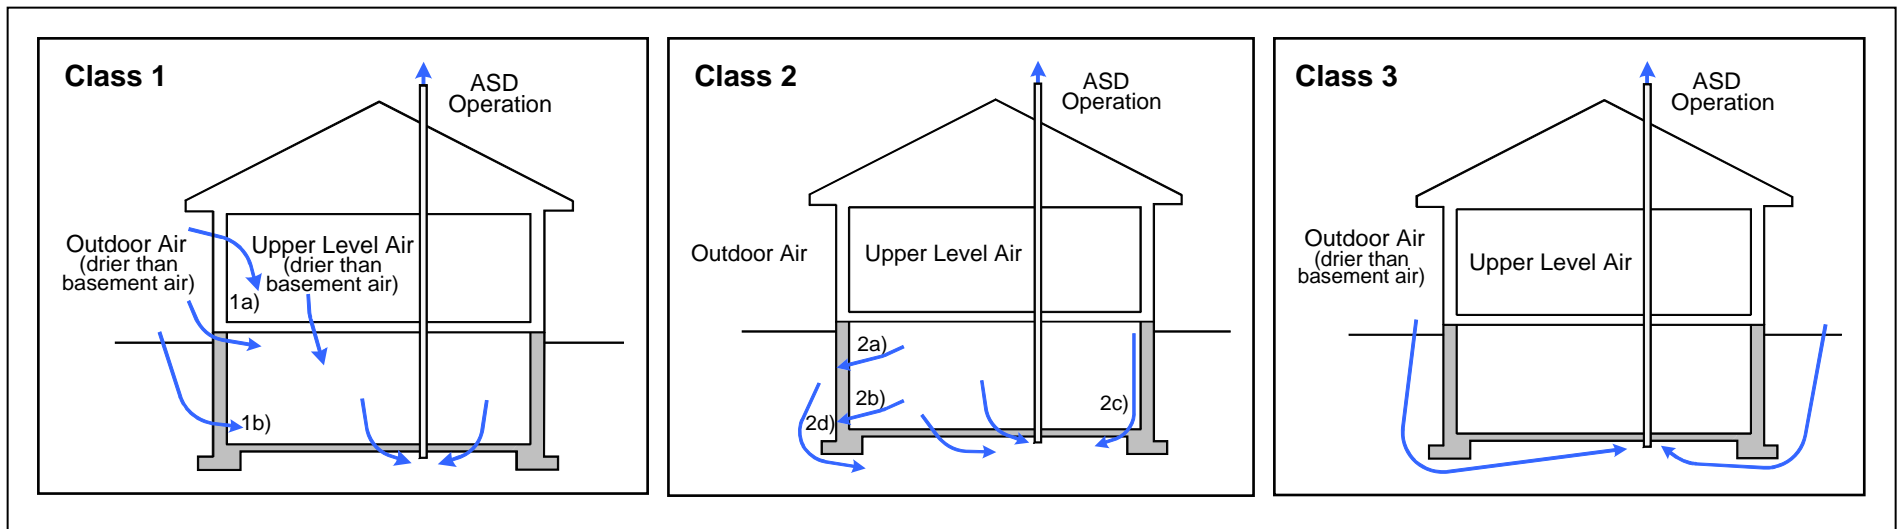 Class 1
ASD
Operation
Outdoor Air
(drier than
basement air)
Upper Level Air
(drier than
basement air)
1a)
1b)
Class 2
ASD
Operation
Outdoor Air
Upper Level Air
2a)
2b)
2c)
2d)
Class 3
ASD
Operation
Outdoor Air
(drier than
basement air)
Upper Level Air